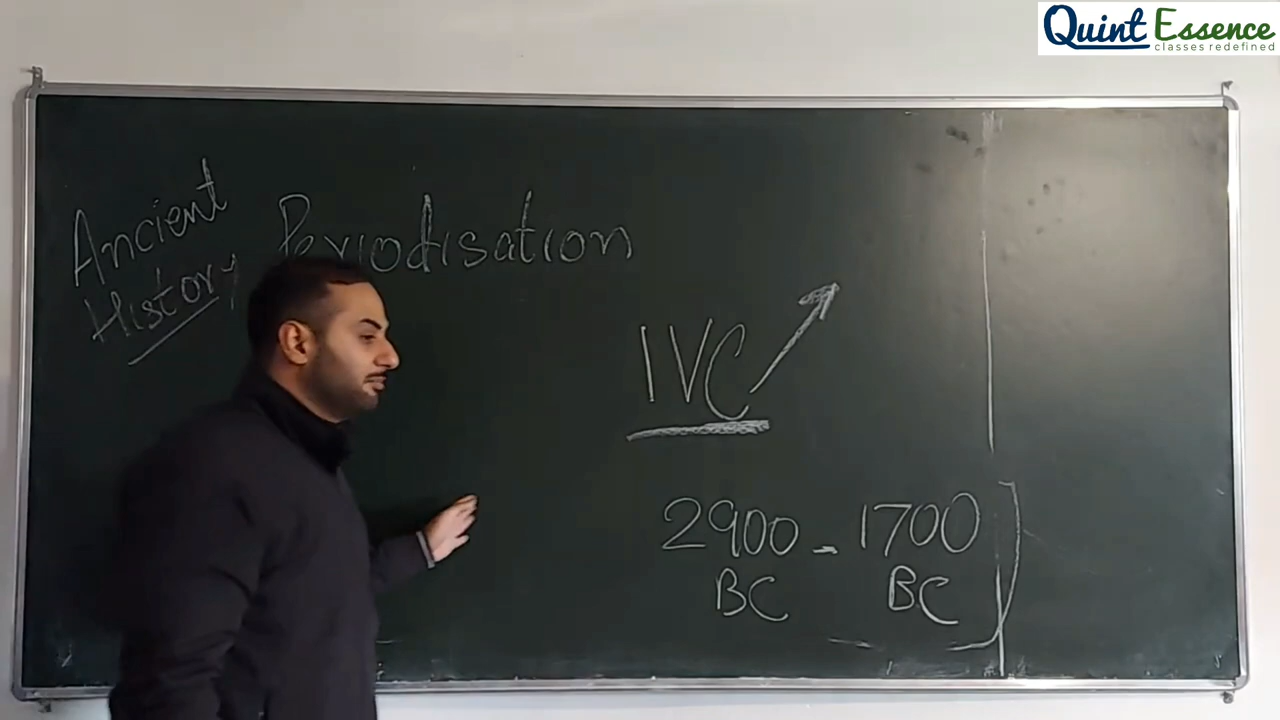 Quint Essence
classes redefined
Ancient
History
Periodisation
IVC
2900 - 1700
BC BC